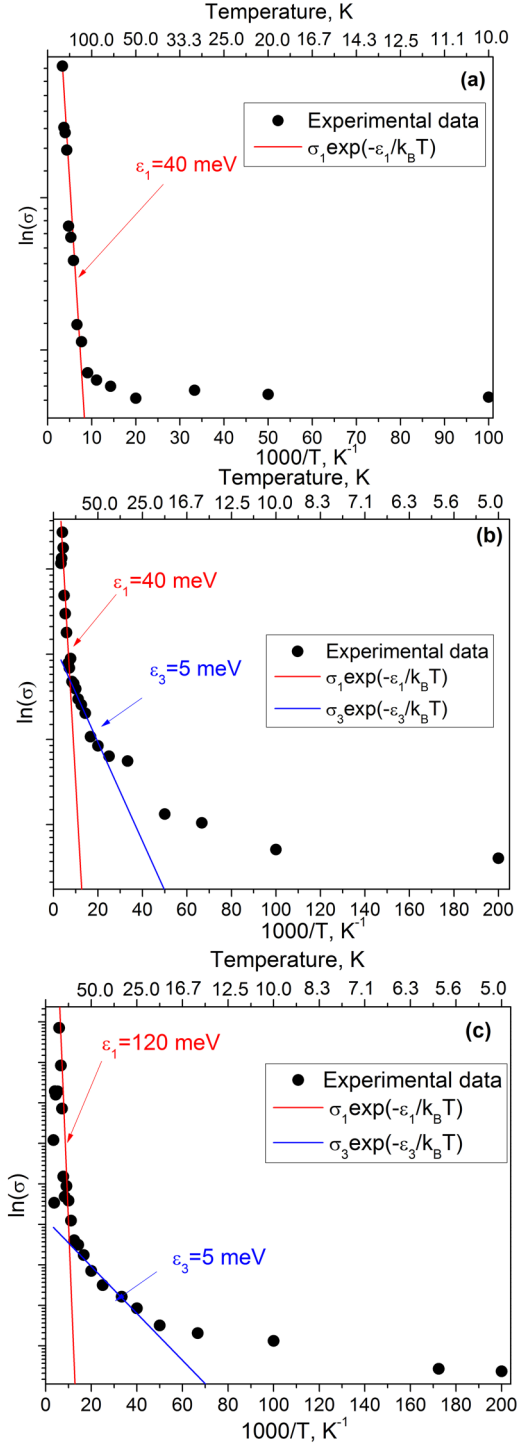 Temperature, K
100.0 50.0 33.3 25.0 20.0 16.7 14.3 12.5 11.1 10.0
(a)
Experimental data
σ1exp(-ε1/kBT)
ε1=40 meV
ln(σ)
0 10 20 30 40 50 60 70 80 90 100
1000/T, K-1
Temperature, K
50.0 25.0 16.7 12.5 10.0 8.3 7.1 6.3 5.6 5.0
(b)
ε1=40 meV
Experimental data
σ1exp(-ε1/kBT)
σ3exp(-ε3/kBT)
ε3=5 meV
ln(σ)
0 20 40 60 80 100 120 140 160 180 200
1000/T, K-1
Temperature, K
50.0 25.0 16.7 12.5 10.0 8.3 7.1 6.3 5.6 5.0
(c)
ε1=120 meV
Experimental data
σ1exp(-ε1/kBT)
σ3exp(-ε3/kBT)
ε3=5 meV
ln(σ)
0 20 40 60 80 100 120 140 160 180 200
1000/T, K-1